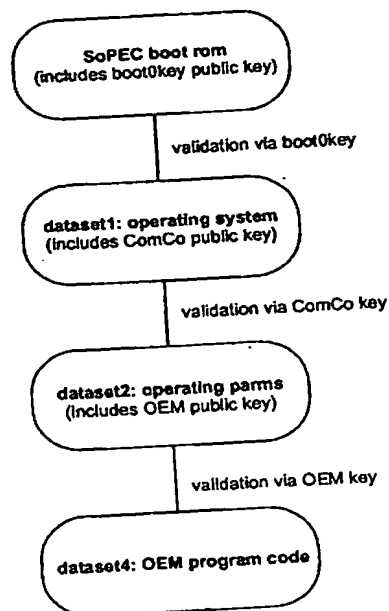 SoPEC boot rom
(includes boot0key public key)
validation via boot0key
dataset1: operating system
(includes ComCo public key)
validation via ComCo key
dataset2: operating parms
(includes OEM public key)
validation via OEM key
dataset4: OEM program code